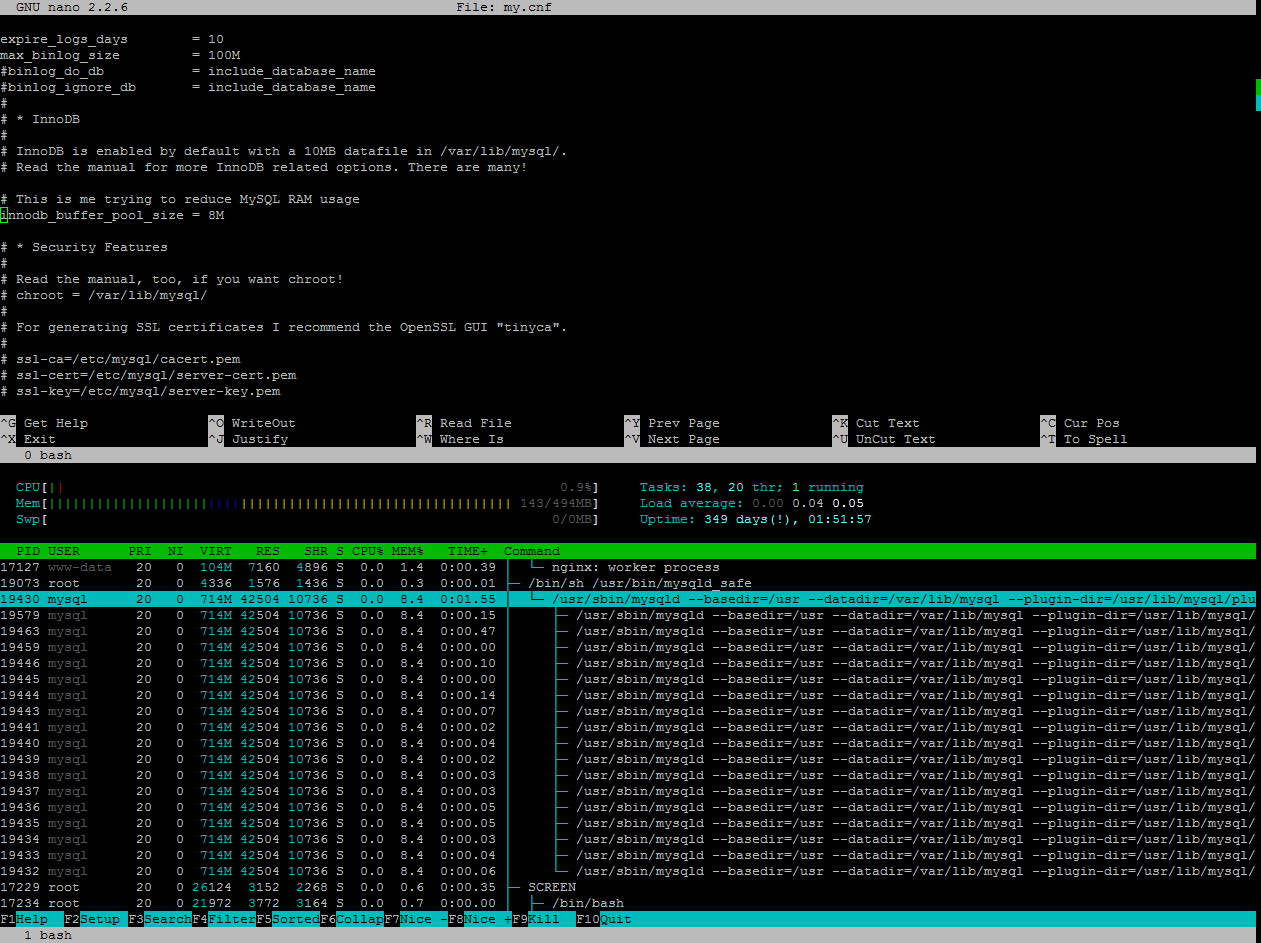 GNU nano 2.2.6 File: my.cnf
expire_logs_days = 10
max_binlog_size = 100M
#binlog_do_db = include_database_name
#binlog_ignore_db = include_database_name
#
# * InnoDB
#
# InnoDB is enabled by default with a 10MB datafile in /var/lib/mysql/.
# Read the manual for more InnoDB related options. There are many!
# This is me trying to reduce MySQL RAM usage
innodb_buffer_pool_size = 8M
# * Security Features
#
# Read the manual, too, if you want chroot!
# chroot = /var/lib/mysql/
#
# For generating SSL certificates I recommend the OpenSSL GUI "tinyca".
#
# ssl-ca=/etc/mysql/cacert.pem
# ssl-cert=/etc/mysql/server-cert.pem
# ssl-key=/etc/mysql/server-key.pem
^G Get Help ^O WriteOut ^R Read File ^Y Prev Page ^K Cut Text ^C Cur Pos
^X Exit ^J Justify ^W Where Is ^V Next Page ^U UnCut Text ^T To Spell
0 bash
CPU[|| 0.9%] Tasks: 38, 20 thr; 1 running
Mem[||||||||||||||||||||||||||||||||||||||||||||||||||||||||||| 143/494MB] Load average: 0.00 0.04 0.05
Swp[ 0/0MB] Uptime: 349 days(!), 01:51:57
PID USER PRI NI VIRT RES SHR S CPU% MEM% TIME+ Command
17127 www-data 20 0 104M 7160 4896 S 0.0 1.4 0:00.39 │ └─ nginx: worker process
19073 root 20 0 4336 1576 1436 S 0.0 0.3 0:00.01 ├─ /bin/sh /usr/bin/mysqld_safe
19430 mysql 20 0 714M 42504 10736 S 0.0 8.4 0:01.55 │ └─ /usr/sbin/mysqld --basedir=/usr --datadir=/var/lib/mysql --plugin-dir=/usr/lib/mysql/plu
19579 mysql 20 0 714M 42504 10736 S 0.0 8.4 0:00.15 │ ├─ /usr/sbin/mysqld --basedir=/usr --datadir=/var/lib/mysql --plugin-dir=/usr/lib/mysql/
19463 mysql 20 0 714M 42504 10736 S 0.0 8.4 0:00.47 │ ├─ /usr/sbin/mysqld --basedir=/usr --datadir=/var/lib/mysql --plugin-dir=/usr/lib/mysql/
19459 mysql 20 0 714M 42504 10736 S 0.0 8.4 0:00.00 │ ├─ /usr/sbin/mysqld --basedir=/usr --datadir=/var/lib/mysql --plugin-dir=/usr/lib/mysql/
19446 mysql 20 0 714M 42504 10736 S 0.0 8.4 0:00.10 │ ├─ /usr/sbin/mysqld --basedir=/usr --datadir=/var/lib/mysql --plugin-dir=/usr/lib/mysql/
19445 mysql 20 0 714M 42504 10736 S 0.0 8.4 0:00.00 │ ├─ /usr/sbin/mysqld --basedir=/usr --datadir=/var/lib/mysql --plugin-dir=/usr/lib/mysql/
19444 mysql 20 0 714M 42504 10736 S 0.0 8.4 0:00.14 │ ├─ /usr/sbin/mysqld --basedir=/usr --datadir=/var/lib/mysql --plugin-dir=/usr/lib/mysql/
19443 mysql 20 0 714M 42504 10736 S 0.0 8.4 0:00.07 │ ├─ /usr/sbin/mysqld --basedir=/usr --datadir=/var/lib/mysql --plugin-dir=/usr/lib/mysql/
19441 mysql 20 0 714M 42504 10736 S 0.0 8.4 0:00.02 │ ├─ /usr/sbin/mysqld --basedir=/usr --datadir=/var/lib/mysql --plugin-dir=/usr/lib/mysql/
19440 mysql 20 0 714M 42504 10736 S 0.0 8.4 0:00.04 │ ├─ /usr/sbin/mysqld --basedir=/usr --datadir=/var/lib/mysql --plugin-dir=/usr/lib/mysql/
19439 mysql 20 0 714M 42504 10736 S 0.0 8.4 0:00.02 │ ├─ /usr/sbin/mysqld --basedir=/usr --datadir=/var/lib/mysql --plugin-dir=/usr/lib/mysql/
19438 mysql 20 0 714M 42504 10736 S 0.0 8.4 0:00.03 │ ├─ /usr/sbin/mysqld --basedir=/usr --datadir=/var/lib/mysql --plugin-dir=/usr/lib/mysql/
19437 mysql 20 0 714M 42504 10736 S 0.0 8.4 0:00.03 │ ├─ /usr/sbin/mysqld --basedir=/usr --datadir=/var/lib/mysql --plugin-dir=/usr/lib/mysql/
19436 mysql 20 0 714M 42504 10736 S 0.0 8.4 0:00.05 │ ├─ /usr/sbin/mysqld --basedir=/usr --datadir=/var/lib/mysql --plugin-dir=/usr/lib/mysql/
19435 mysql 20 0 714M 42504 10736 S 0.0 8.4 0:00.05 │ ├─ /usr/sbin/mysqld --basedir=/usr --datadir=/var/lib/mysql --plugin-dir=/usr/lib/mysql/
19434 mysql 20 0 714M 42504 10736 S 0.0 8.4 0:00.03 │ ├─ /usr/sbin/mysqld --basedir=/usr --datadir=/var/lib/mysql --plugin-dir=/usr/lib/mysql/
19433 mysql 20 0 714M 42504 10736 S 0.0 8.4 0:00.04 │ ├─ /usr/sbin/mysqld --basedir=/usr --datadir=/var/lib/mysql --plugin-dir=/usr/lib/mysql/
19432 mysql 20 0 714M 42504 10736 S 0.0 8.4 0:00.06 │ └─ /usr/sbin/mysqld --basedir=/usr --datadir=/var/lib/mysql --plugin-dir=/usr/lib/mysql/
17229 root 20 0 26124 3152 2268 S 0.0 0.6 0:00.35 ├─ SCREEN
17234 root 20 0 21972 3772 3164 S 0.0 0.7 0:00.00 │ ├─ /bin/bash
F1Help F2Setup F3SearchF4FilterF5SortedF6CollapF7Nice -F8Nice +F9Kill F10Quit
1 bash